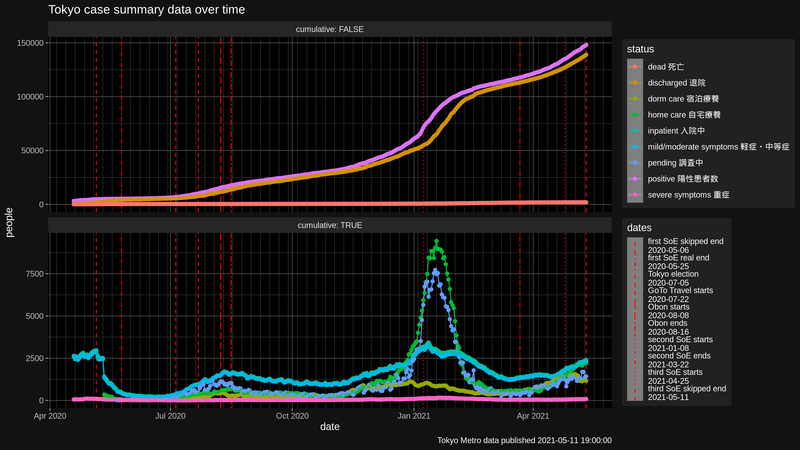 Tokyo case summary data over time
cumulative: FALSE
150000
100000
50000
0
cumulative: TRUE
7500
5000
2500
0
people
Apr 2020
Jul 2020
Oct 2020
Jan 2021
Apr 2021
date
status
dead 死亡
discharged 退院
dorm care 宿泊療養
home care 自宅療養
inpatient 入院中
mild/moderate symptoms 軽症・中等症
pending 調査中
positive 陽性患者数
severe symptoms 重症
dates
first SoE skipped end
2020-05-06
first SoE real end
2020-05-25
Tokyo election
2020-07-05
GoTo Travel starts
2020-07-22
Obon starts
2020-08-08
Obon ends
2020-08-16
second SoE starts
2021-01-08
second SoE ends
2021-03-22
third SoE starts
2021-04-25
third SoE skipped end
2021-05-11
Tokyo Metro data published 2021-05-11 19:00:00